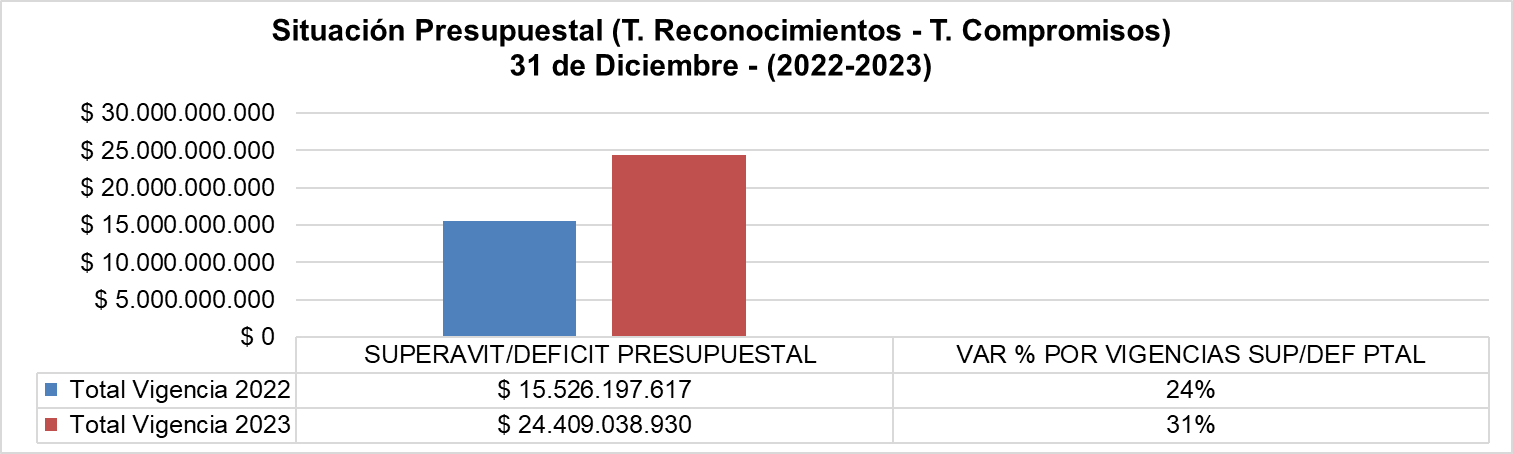 Situación Presupuestal (T. Reconocimientos - T. Compromisos)
31 de Diciembre - (2022-2023)
$ 30.000.000.000
$ 25.000.000.000
$ 20.000.000.000
$ 15.000.000.000
$ 10.000.000.000
$ 5.000.000.000
$ 0
SUPERAVIT/DEFICIT PRESUPUESTAL VAR % POR VIGENCIAS SUP/DEF PTAL
Total Vigencia 2022 $ 15.526.197.617 24%
Total Vigencia 2023 $ 24.409.038.930 31%